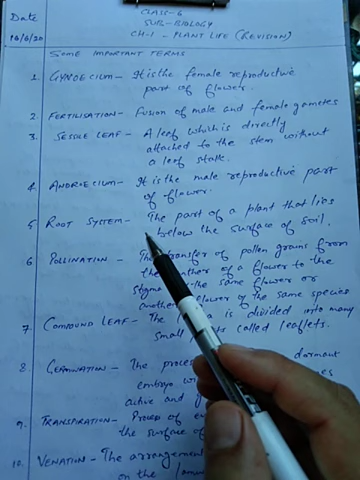 Date
16/6/20
CLASS-6
SUB-BIOLOGY
CH-1 - PLANT LIFE (REVISION)
SOME IMPORTANT TERMS
1. GYNOECIUM - It is the female reproductive
part of flower.
2. FERTILISATION - Fusion of male and female gametes
3. SESSILE LEAF - A leaf which is directly
attached to the stem without
a leaf stalk.
4. ANDROECIUM - It is the male reproductive part
of flower.
5 ROOT SYSTEM - The part of a plant that lies
below the surface of soil.
6 POLLINATION - The transfer of pollen grains from
the anther of a flower to the
the same flower or
flower of the same species
7. COMPOUND LEAF - The is divided into many
small called leaflets.
8. GERMINATION - The dormant
embryo
active and
9. TRANSPIRATION - Process of
the surface of
10. VENATION - The arrangement
on the